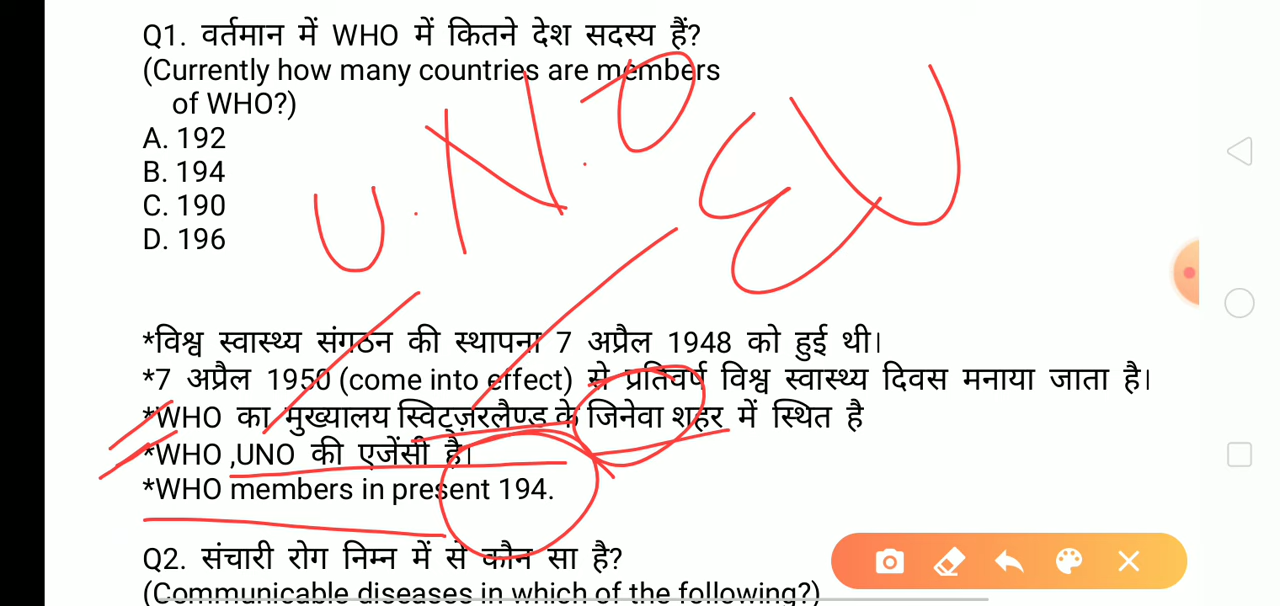 Q1. वर्तमान में WHO में कितने देश सदस्य हैं?
(Currently how many countries are members
of WHO?)
A. 192
B. 194
C. 190
D. 196
U.N.O
EU
*विश्व स्वास्थ्य संगठन की स्थापना 7 अप्रैल 1948 को हुई थी।
*7 अप्रैल 1950 (come into effect) से प्रतिवर्ष विश्व स्वास्थ्य दिवस मनाया जाता है।
*WHO का मुख्यालय स्विट्ज़रलैण्ड के जिनेवा शहर में स्थित है
*WHO ,UNO की एजेंसी है।
*WHO members in present 194.
Q2. संचारी रोग निम्न में से कौन सा है?
(Communicable diseases in which of the following?)